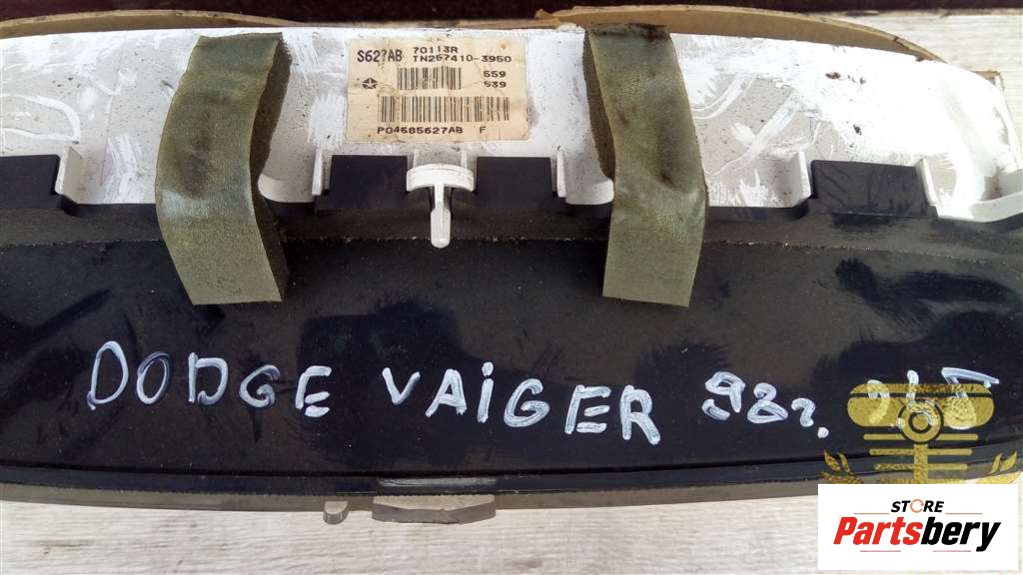 S627AB 70113R
TN257410-3950
559
539
P04685627AB F
DODGE VAiGER 98г.
STORE
Partsbery